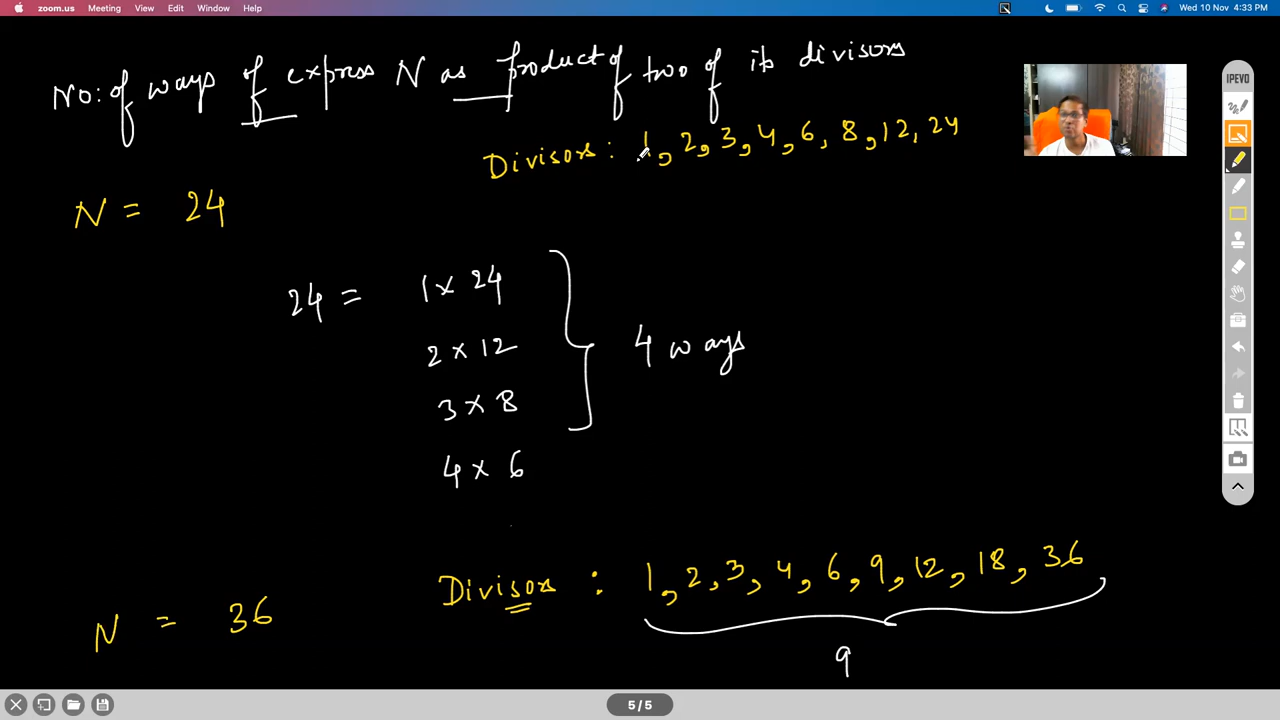 zoom.us Meeting View Edit Window Help Wed 10 Nov 4:33 PM
No: of ways of express N as product of two of its divisors
IPEVO
Divisors: 1, 2, 3, 4, 6, 8, 12, 24
N = 24
24 = 1 x 24
2 x 12
4 ways
3 x 8
4 x 6
Divisors : 1, 2, 3, 4, 6, 9, 12, 18, 36
N = 36
9
5/5